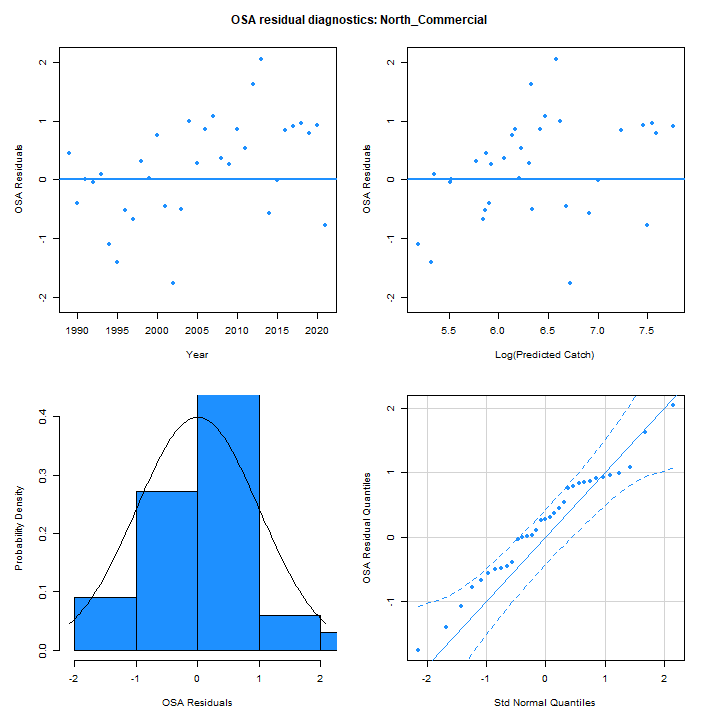 OSA residual diagnostics: North_Commercial
OSA Residuals
2
1
0
-1
-2
1990 1995 2000 2005 2010 2015 2020
Year
OSA Residuals
2
1
0
-1
-2
5.5 6.0 6.5 7.0 7.5
Log(Predicted Catch)
Probability Density
0.4
0.3
0.2
0.1
0.0
-2 -1 0 1 2
OSA Residuals
OSA Residual Quantiles
2
1
0
-1
-2 -1 0 1 2
Std Normal Quantiles